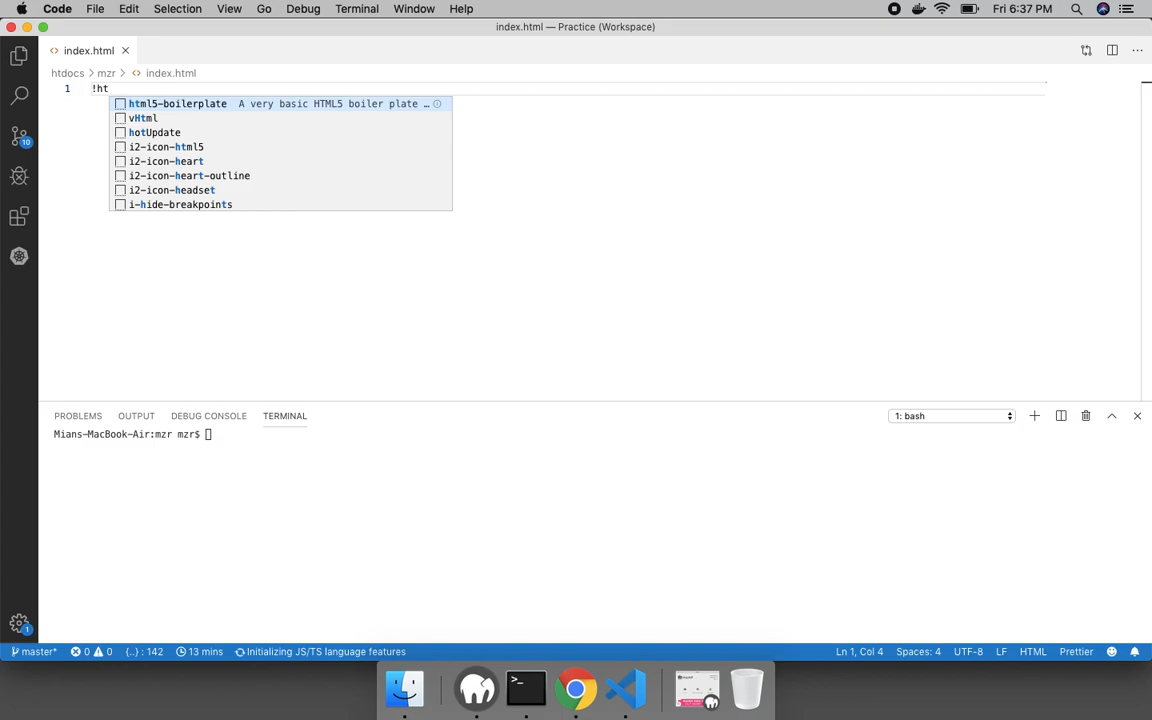 Code File Edit Selection View Go Debug Terminal Window Help Fri 6:37 PM
index.html — Practice (Workspace)
index.html
htdocs > mzr > index.html
1 !ht
html5-boilerplate A very basic HTML5 boiler plate …
vHtml
hotUpdate
i2-icon-html5
i2-icon-heart
i2-icon-heart-outline
i2-icon-headset
i-hide-breakpoints
10
PROBLEMS OUTPUT DEBUG CONSOLE TERMINAL 1: bash
Mians-MacBook-Air:mzr mzr$
1
master* 0 0 {..} : 142 13 mins Initializing JS/TS language features Ln 1, Col 4 Spaces: 4 UTF-8 LF HTML Prettier
>_